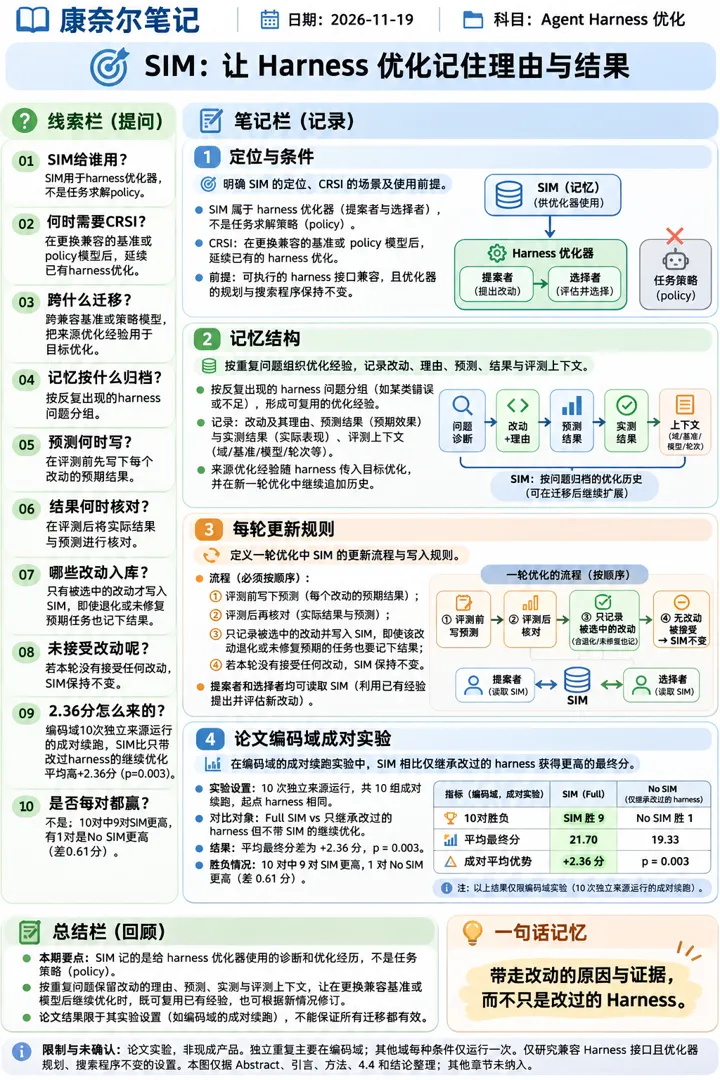 康奈尔笔记
日期：2026-11-19
科目：Agent Harness 优化
SIM：让 Harness 优化记住理由与结果
线索栏（提问）
01 SIM给谁用？
SIM用于harness优化器，
不是任务求解policy。
02 何时需要CRSI？
在更换兼容的基准或
policy模型后，延续
已有harness优化。
03 跨什么迁移？
跨兼容基准或策略模型，
把来源优化经验用于
目标优化。
04 记忆按什么归档？
按反复出现的harness
问题分组。
05 预测何时写？
在评测前先写下每个
改动的预期结果。
06 结果何时核对？
在评测后将实际结果
与预测进行核对。
07 哪些改动入库？
只有被选中的改动才写入
SIM，即使退化或未修复
预期任务也记下结果。
08 未接受改动呢？
若本轮没有接受任何改动，
SIM保持不变。
09 2.36分怎么来的？
编码域10次独立来源运行
的成对续跑，SIM比只带
改过harness的继续优化
平均高+2.36分（p=0.003）。
10 是否每对都赢？
不是；10对中9对SIM更高，
有1对是No SIM更高
（差0.61分）。
笔记栏（记录）
1 定位与条件
明确 SIM 的定位、CRSI 的场景及使用前提。
SIM 属于 harness 优化器（提案者与选择者），
不是任务求解策略（policy）。
CRSI：在更换兼容的基准或 policy 模型后，
延续已有的 harness 优化。
前提：可执行的 harness 接口兼容，且优化器
的规划与搜索程序保持不变。
SIM（记忆）
（供优化器使用）
Harness 优化器
提案者
（提出改动）
选择者
（评估并选择）
任务策略
（policy）
2 记忆结构
按重复问题组织优化经验，记录改动、理由、预测、结果与评测上下文。
按反复出现的 harness 问题分组（如某类错误
或不足），形成可复用的优化经验。
记录：改动及其理由、预测结果（预期效果）
与实测结果（实际表现）、评测上下文
（域/基准/模型/轮次等）。
来源优化经验随 harness 传入目标优化，
并在新一轮优化中继续追加历史。
问题
诊断
改动
+理由
预测
结果
实测
结果
上下文
（域/基准/
模型/轮次）
SIM：按问题归档的优化历史
（可在迁移后继续扩展）
3 每轮更新规则
定义一轮优化中 SIM 的更新流程与写入规则。
流程（必须按顺序）：
① 评测前写下预测（每个改动的预期结果）；
② 评测后再核对（实际结果与预测）；
③ 只记录被选中的改动并写入 SIM，即使该改
动退化或未修复预期的任务也要记下结果；
④ 若本轮没有接受任何改动，SIM 保持不变。
提案者和选择者均可读取 SIM（利用已有经验
提出并评估新改动）。
一轮优化的流程（按顺序）
① 评测前
写预测
② 评测后
核对
③ 只记录
被选中的改动
（含退化/未修复也记）
④ 无改动
被接受
→ SIM不变
提案者
（读取 SIM）
SIM
选择者
（读取 SIM）
4 论文编码域成对实验
在编码域的成对续跑实验中，SIM 相比仅继承改过的 harness 获得更高的最终分。
实验设置：10 次独立来源运行，共 10 组成对
续跑，起点 harness 相同。
对比对象：Full SIM vs 只继承改过的
harness 但不带 SIM 的继续优化。
结果：平均最终分差为 +2.36 分，p = 0.003。
胜负情况：10 对中 9 对 SIM 更高，1 对 No SIM
更高（差 0.61 分）。
指标（编码域，成对实验） SIM（Full） No SIM
（仅继承改过的 harness）
10对胜负 SIM 胜 9 No SIM 胜 1
平均最终分 21.70 19.33
成对平均优势 +2.36 分 p = 0.003
注：以上结果仅限编码域实验（10 次独立来源运行的成对续跑）。
总结栏（回顾）
本期要点：SIM 记的是给 harness 优化器使用的诊断和优化经历，不是任务
策略（policy）。
按重复问题保留改动的理由、预测、实测与评测上下文，让在更换兼容基准或
模型后继续优化时，既可复用已有经验，也可根据新情况修订。
论文结果限于其实验设置（如编码域的成对续跑），不能保证所有迁移都有效。
一句话记忆
带走改动的原因与证据，
而不只是改过的 Harness。
限制与未确认：论文实验，非现成产品。独立重复主要在编码域；其他域每种条件仅运行一次。仅研究兼容 Harness 接口且优化器
规划、搜索程序不变的设置。本图仅据 Abstract、引言、方法、4.4 和结论整理；其他章节未纳入。